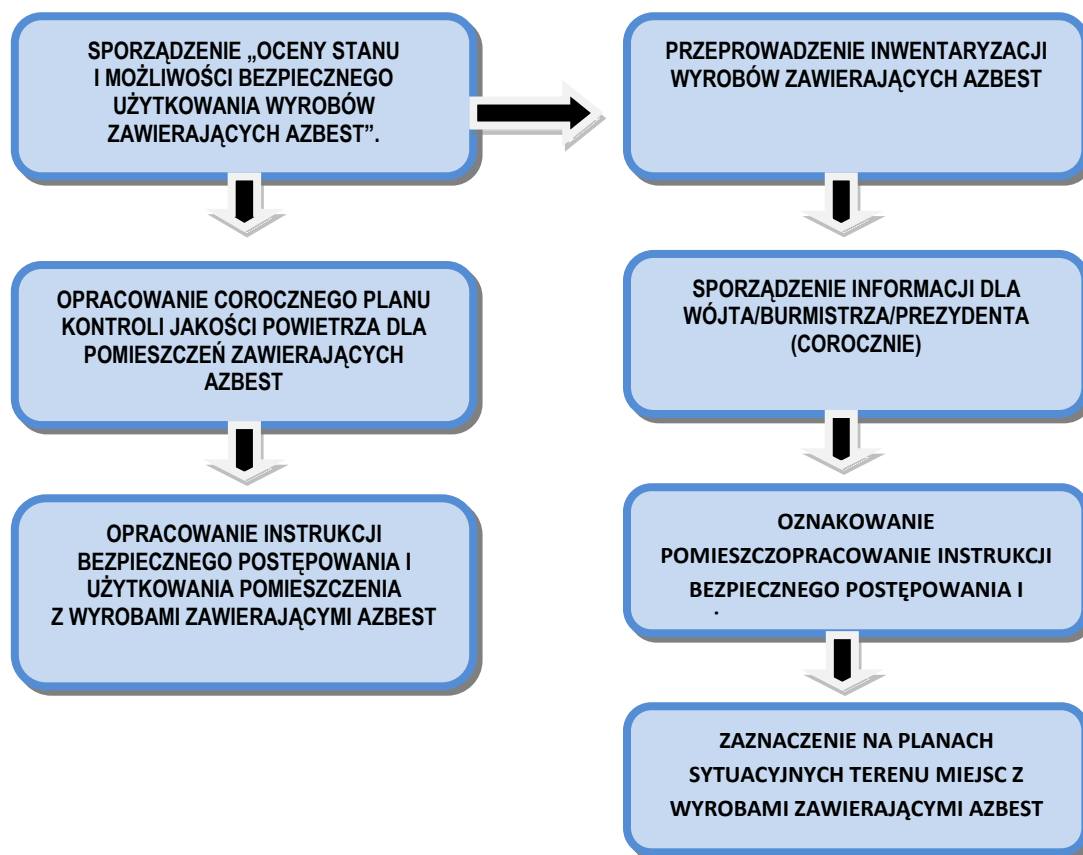 SPORZĄDZENIE „OCENY STANU
I MOŻLIWOŚCI BEZPIECZNEGO
UŻYTKOWANIA WYROBÓW
ZAWIERAJĄCYCH AZBEST”.
OPRACOWANIE COROCZNEGO PLANU
KONTROLI JAKOŚCI POWIETRZA DLA
POMIESZCZEŃ ZAWIERAJĄCYCH
AZBEST
OPRACOWANIE INSTRUKCJI
BEZPIECZNEGO POSTĘPOWANIA I
UŻYTKOWANIA POMIESZCZENIA
Z WYROBAMI ZAWIERAJĄCYMI AZBEST
PRZEPROWADZENIE INWENTARYZACJI
WYROBÓW ZAWIERAJĄCYCH AZBEST
SPORZĄDZENIE INFORMACJI DLA
WÓJTA/BURMISTRZA/PREZYDENTA
(COROCZNIE)
OZNAKOWANIE
POMIESZCZOPRACOWANIE INSTRUKCJI
BEZPIECZNEGO POSTĘPOWANIA I
ZAZNACZENIE NA PLANACH
SYTUACYJNYCH TERENU MIEJSC Z
WYROBAMI ZAWIERAJĄCYMI AZBEST